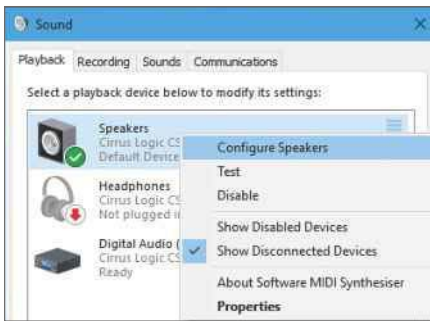 Sound
Playback Recording Sounds Communications
Select a playback device below to modify its settings:
Speakers
Cirrus Logic CS
Default Device
Headphones
Cirrus Logic CS
Not plugged i
Digital Audio (
Cirrus Logic CS
Ready
Configure Speakers
Test
Disable
Show Disabled Devices
Show Disconnected Devices
About Software MIDI Synthesiser
Properties